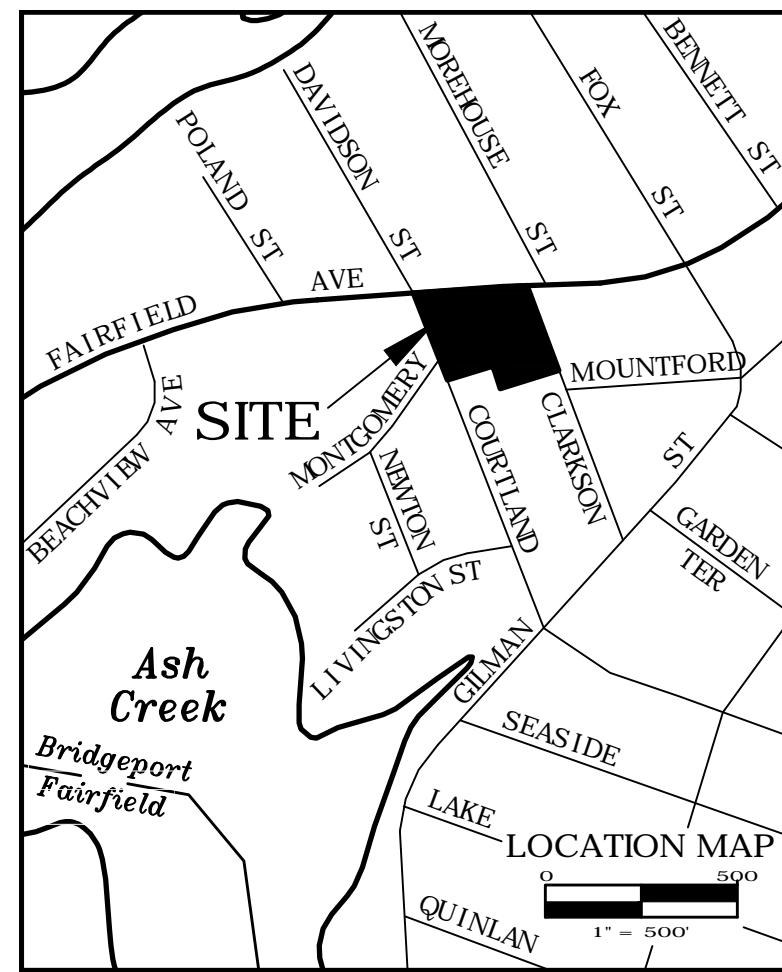 BENNETT ST
MOREHOUSE ST
FOX ST
DAVIDSON ST
POLAND ST
FAIRFIELD AVE
MOUNTFORD
MONTGOMERY
BEACHVIEW AVE
SITE
CLARKSON
COURTLAND
NEWTON ST
GILMAN ST
GARDEN TER
LIVINGSTON ST
Ash
Creek
SEASIDE
Bridgeport
Fairfield
LAKE
LOCATION MAP
0 500
1" = 500'
QUINLAN